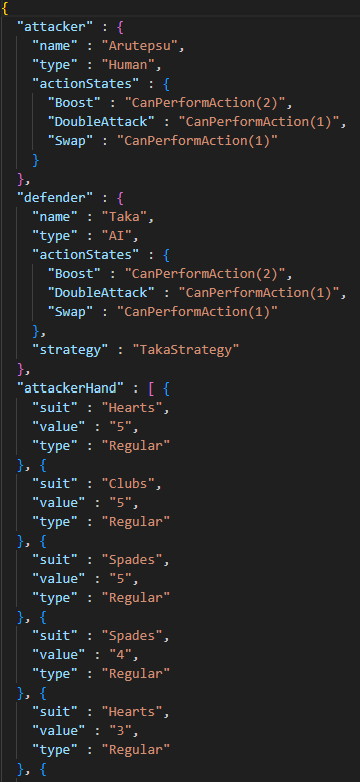 {
"attacker" : {
"name" : "Arutepsu",
"type" : "Human",
"actionStates" : {
"Boost" : "CanPerformAction(2)",
"DoubleAttack" : "CanPerformAction(1)",
"Swap" : "CanPerformAction(1)"
}
},
"defender" : {
"name" : "Taka",
"type" : "AI",
"actionStates" : {
"Boost" : "CanPerformAction(2)",
"DoubleAttack" : "CanPerformAction(1)",
"Swap" : "CanPerformAction(1)"
},
"strategy" : "TakaStrategy"
},
"attackerHand" : [ {
"suit" : "Hearts",
"value" : "5",
"type" : "Regular"
}, {
"suit" : "Clubs",
"value" : "5",
"type" : "Regular"
}, {
"suit" : "Spades",
"value" : "5",
"type" : "Regular"
}, {
"suit" : "Spades",
"value" : "4",
"type" : "Regular"
}, {
"suit" : "Hearts",
"value" : "3",
"type" : "Regular"
}, {